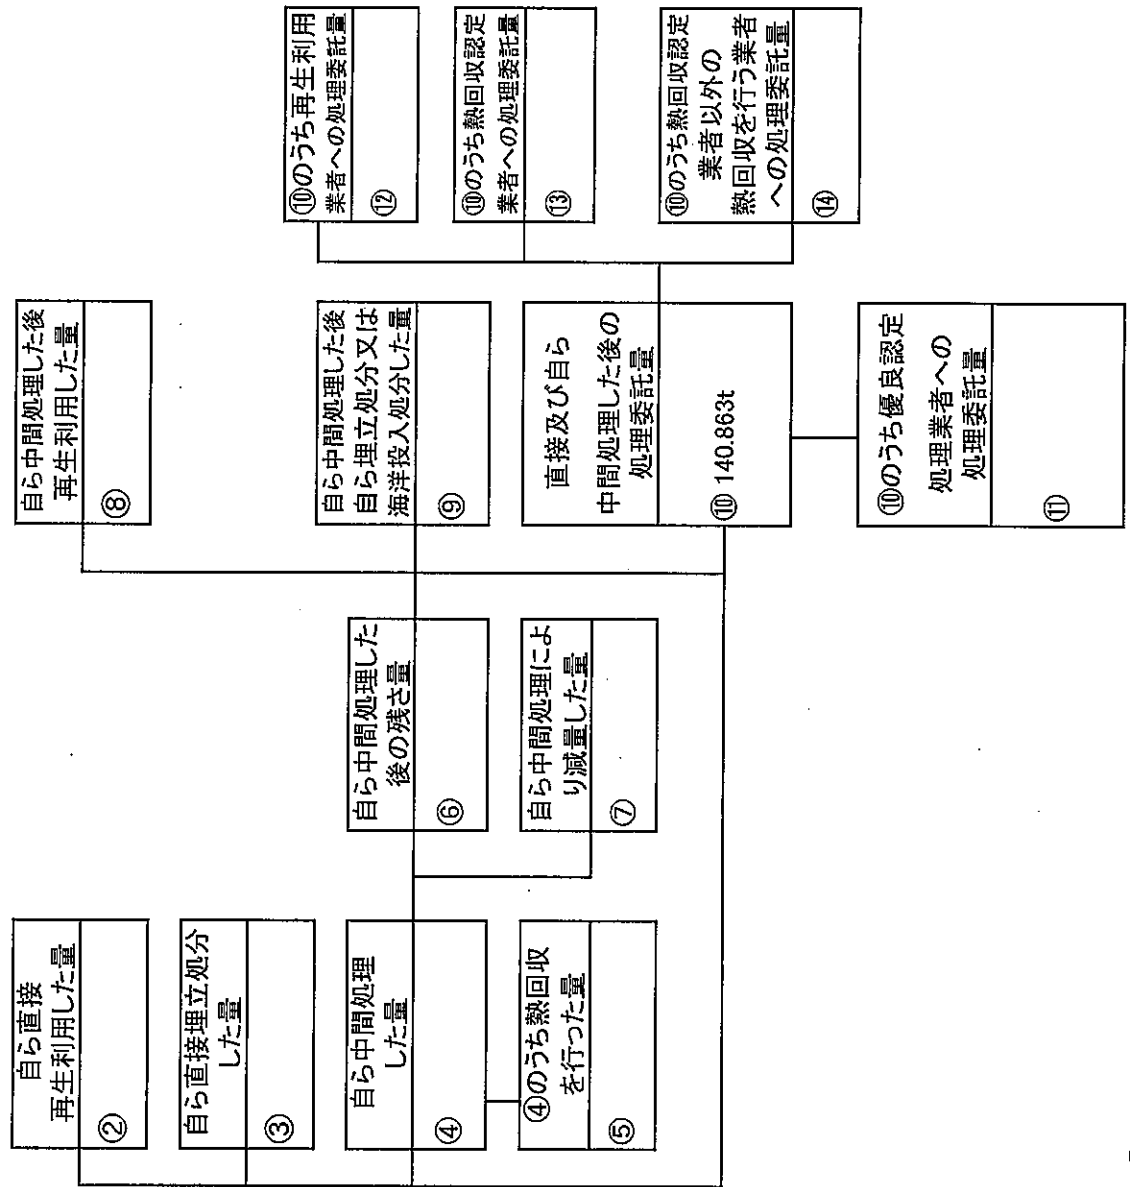 自ら直接
再生利用した量
②
自ら直接埋立処分
した量
③
自ら中間処理
した量
④
④のうち熱回収
を行った量
⑤
自ら中間処理した
後の残さ量
⑥
自ら中間処理によ
り減量した量
⑦
自ら中間処理した後
再生利用した量
⑧
自ら中間処理した後
自ら埋立処分又は
海洋投入処分した量
⑨
直接及び自ら
中間処理した後の
処理委託量
⑩ 140.863t
⑩のうち優良認定
処理業者への
処理委託量
⑪
⑩のうち再生利用
業者への処理委託量
⑫
⑩のうち熱回収認定
業者への処理委託量
⑬
⑩のうち熱回収認定
業者以外の
熱回収を行う業者
への処理委託量
⑭